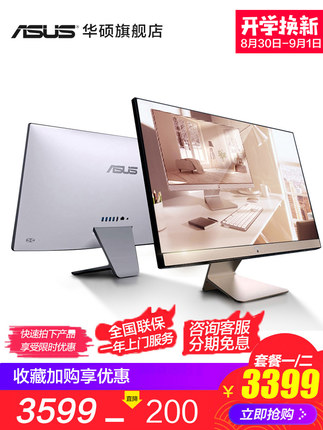 ASUS 华硕旗舰店
开学换新
8月30日-9月1日
ASUS
快速拍下产品
享受限时优惠
全国联保
一年上门服务
咨询客服
分期免息
套餐一/二
收藏加购享优惠
¥3399
3599 直降 200
立即抢购 >